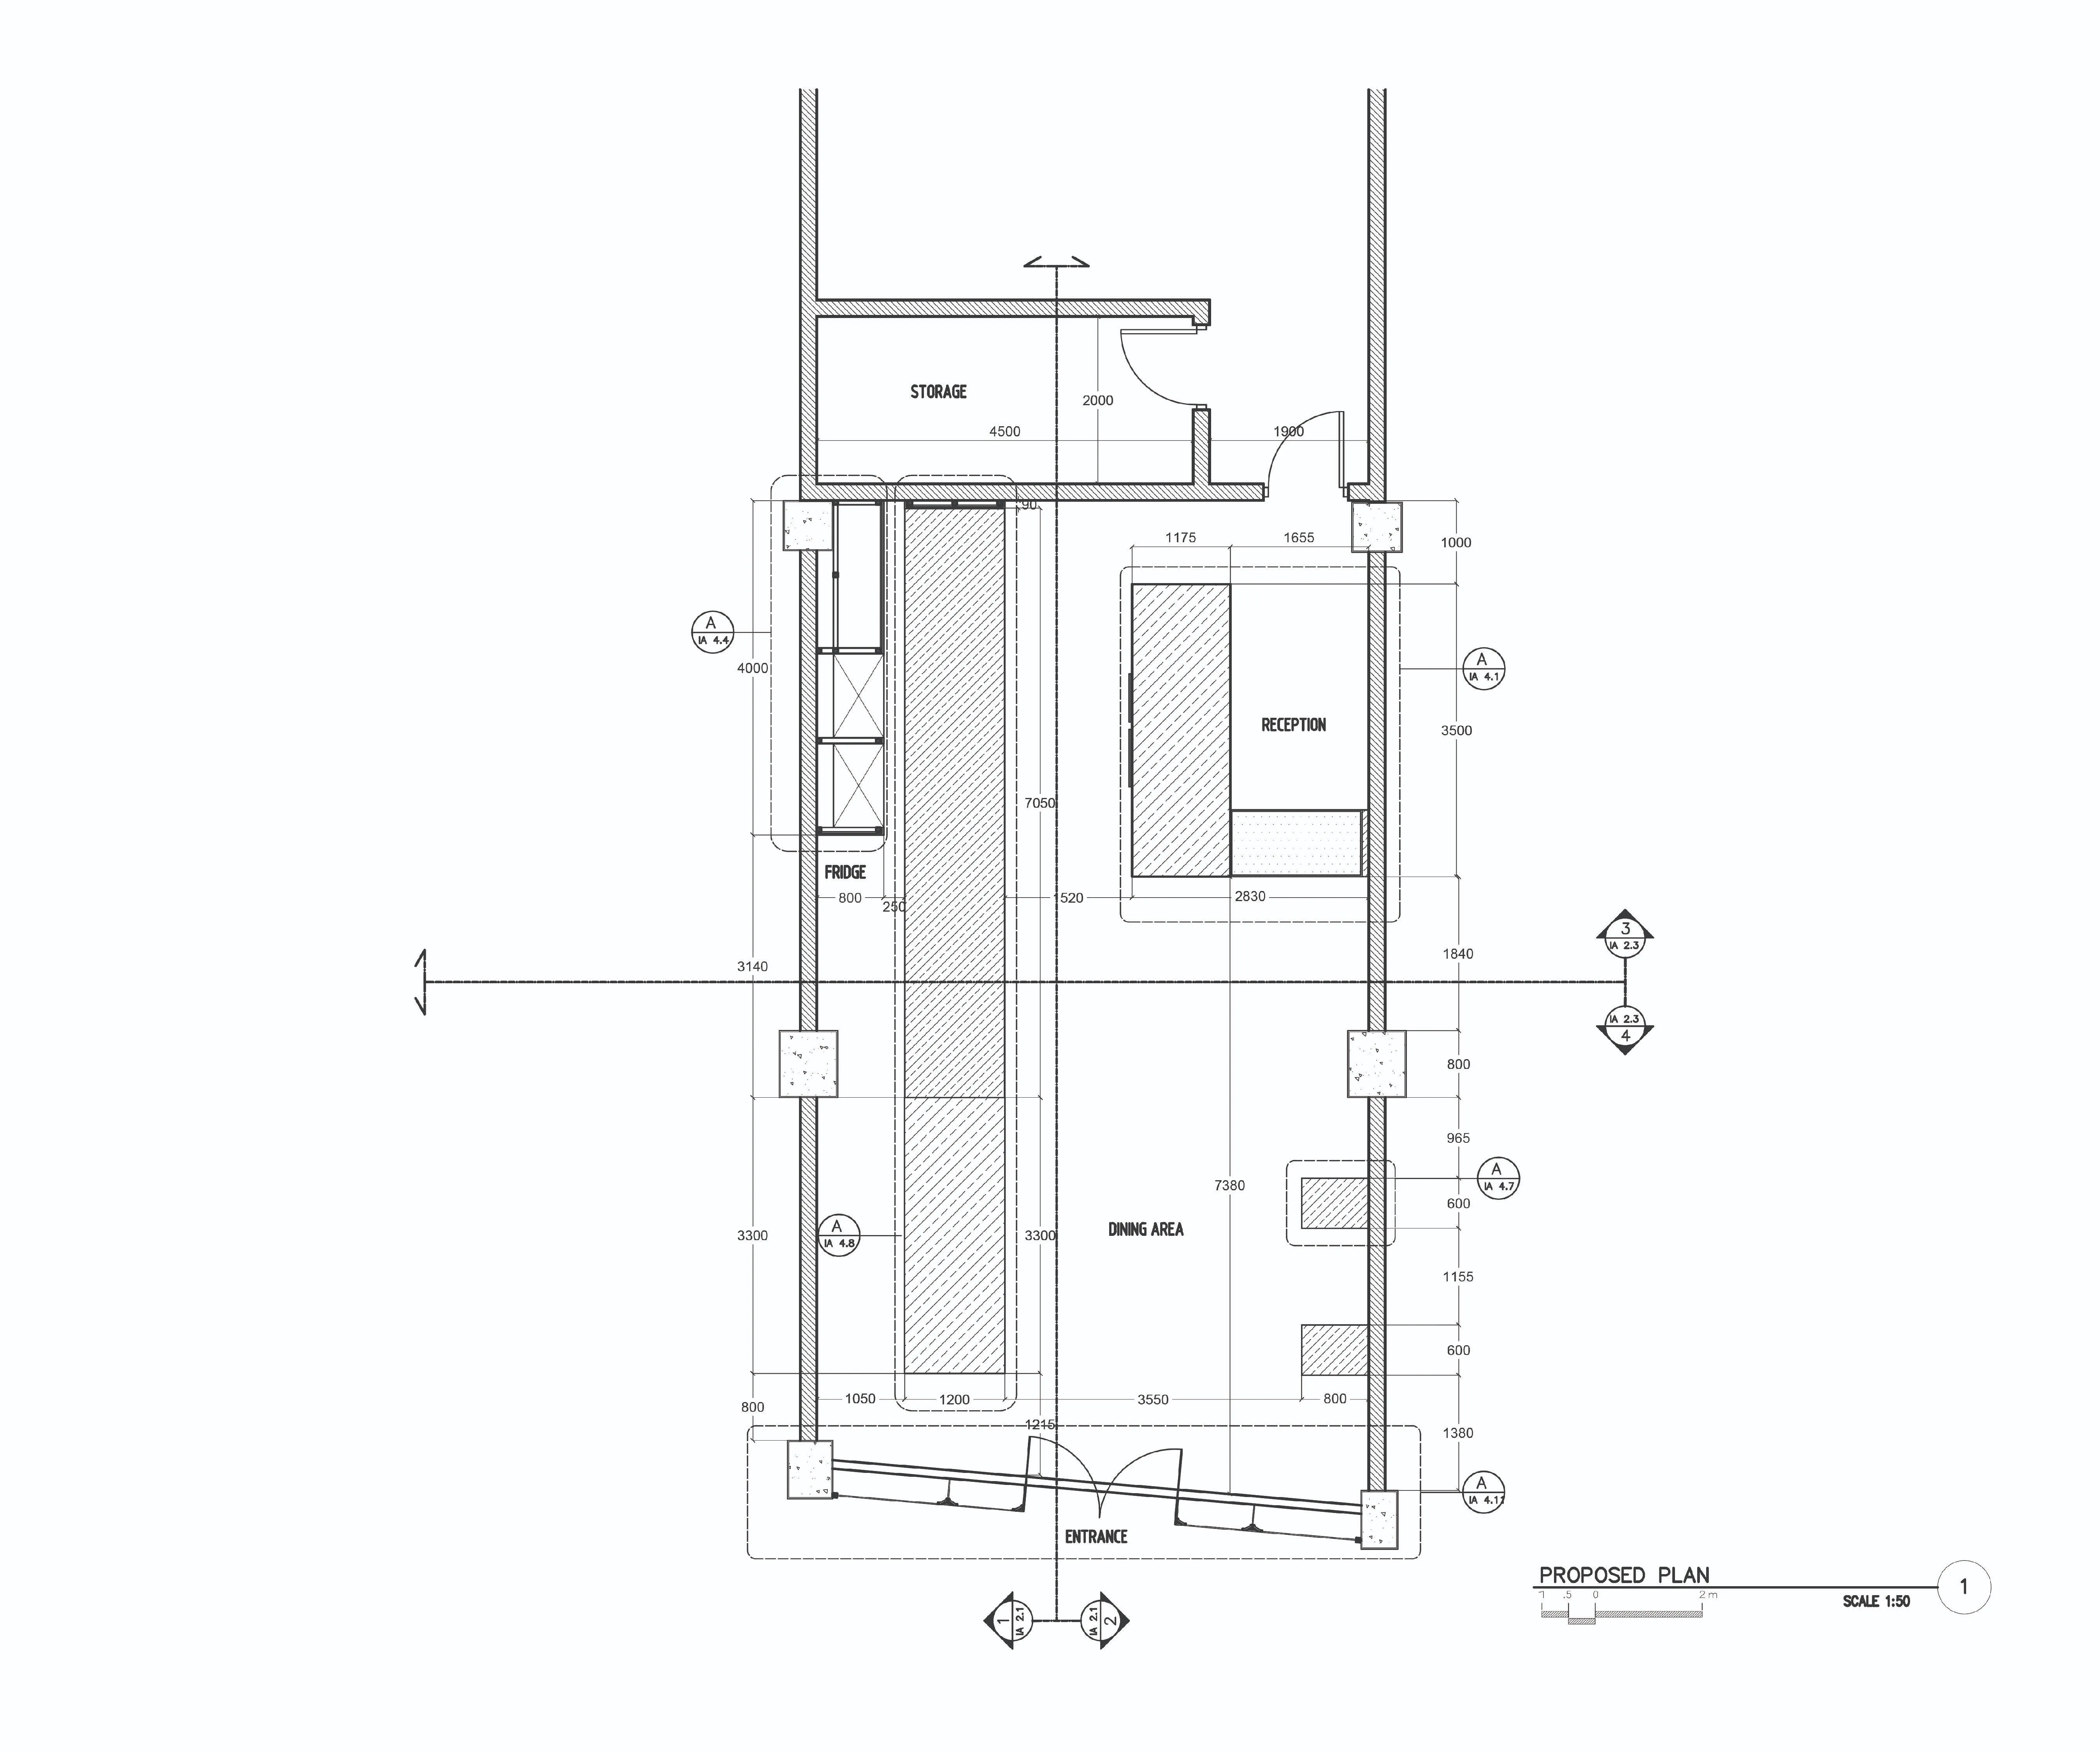 STORAGE
2000
4500
1900
90
1175
1655
1000
A
IA 4.4
4000
A
IA 4.1
RECEPTION
3500
7050
FRIDGE
800
250
1520
2830
3
IA 2.3
3140
1840
IA 2.3
4
800
965
A
IA 4.7
7380
600
DINING AREA
A
IA 4.8
3300
3300
1155
600
1050
1200
3550
800
800
1215
1380
A
IA 4.11
ENTRANCE
PROPOSED PLAN
1
1 .5 0 2 m
SCALE 1:50
1
IA 2.1
IA 2.1
2